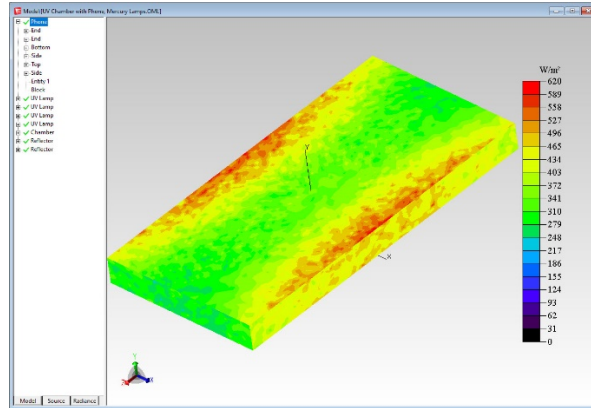 Model:[UV Chamber with Phone, Mercury Lamps.OML]
Phone
End
End
Bottom
Side
Top
Side
Entity 1
Block
UV Lamp
UV Lamp
UV Lamp
UV Lamp
Chamber
Reflector
Reflector
Y
X
W/m²
620
589
558
527
496
465
434
403
372
341
310
279
248
217
186
155
124
93
62
31
0
Y
Z
X
Model Source Radiance